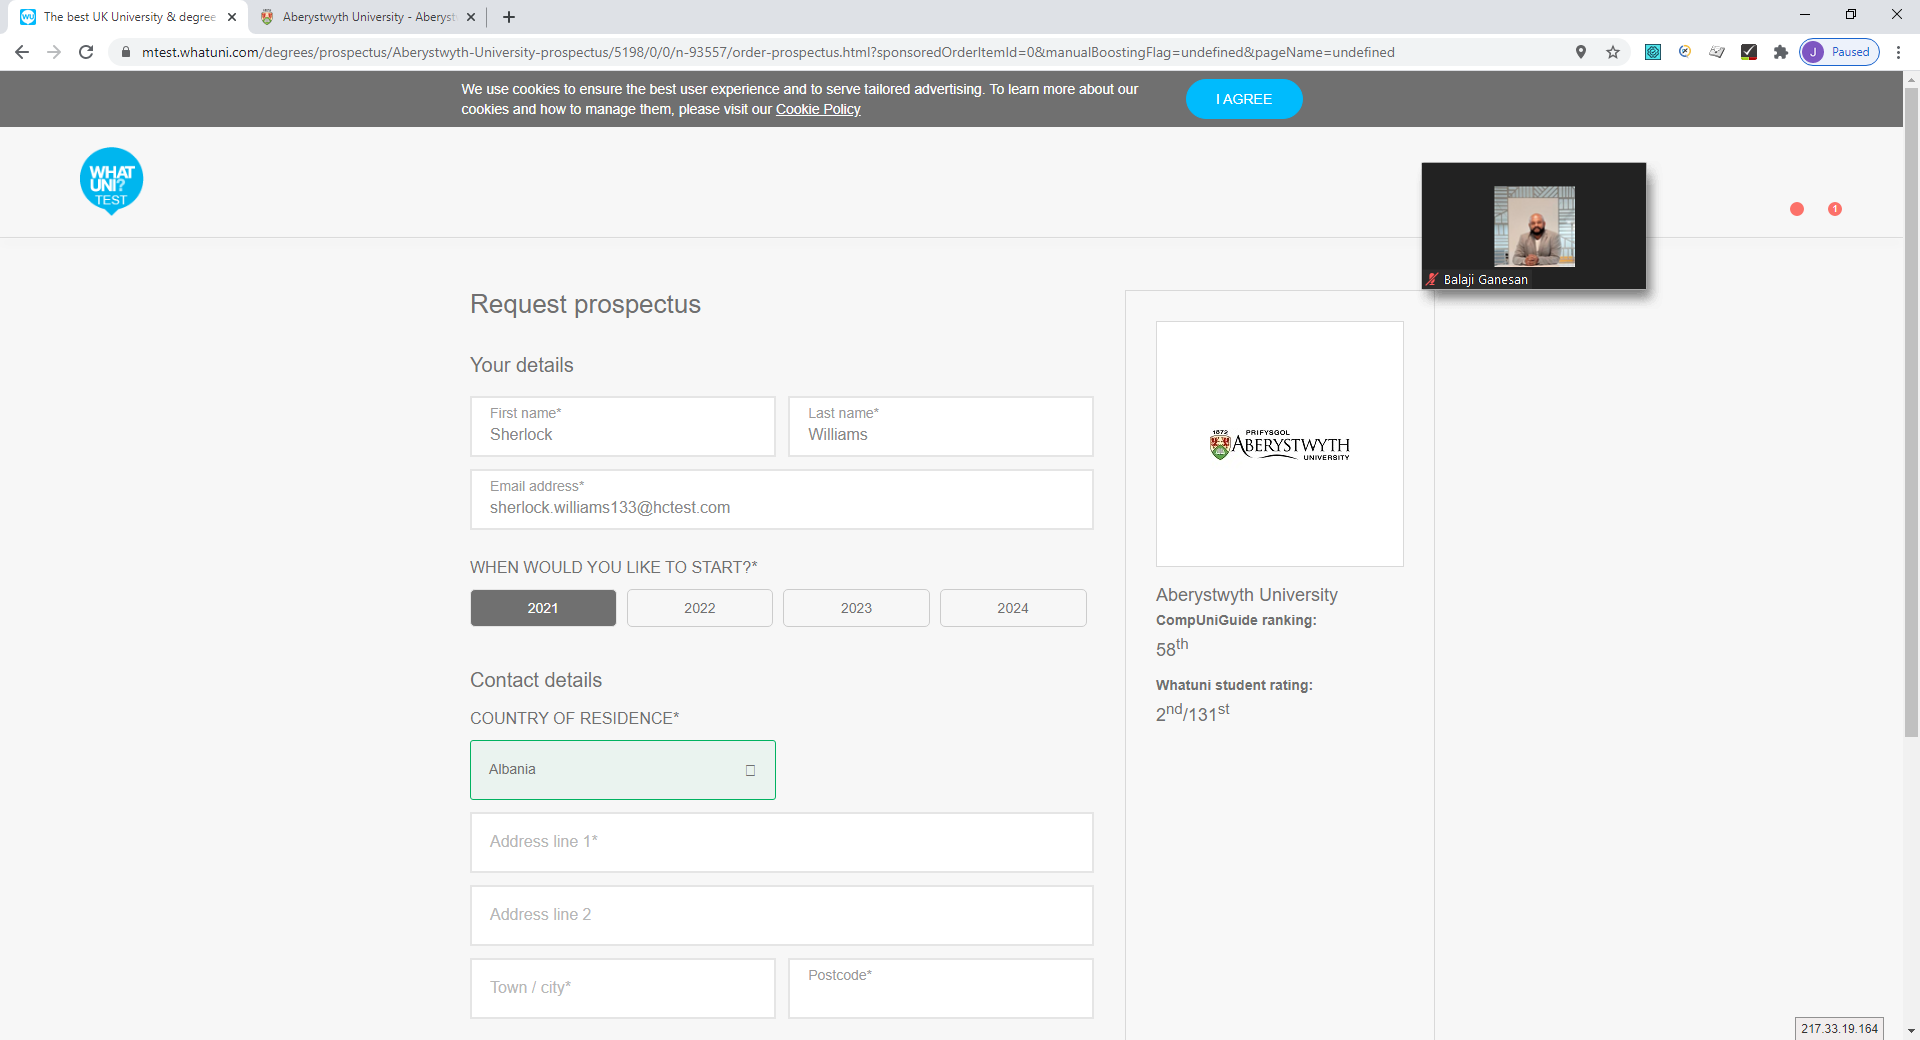 The best UK University & degree
Aberystwyth University - Aberyst
J Paused
mtest.whatuni.com/degrees/prospectus/Aberystwyth-University-prospectus/5198/0/0/n-93557/order-prospectus.html?sponsoredOrderItemId=0&manualBoostingFlag=undefined&pageName=undefined
We use cookies to ensure the best user experience and to serve tailored advertising. To learn more about our
cookies and how to manage them, please visit our Cookie Policy
I AGREE
WHAT
UNI?
TEST
1
Balaji Ganesan
Request prospectus
Your details
First name*
Sherlock
Last name*
Williams
Email address*
sherlock.williams133@hctest.com
WHEN WOULD YOU LIKE TO START?*
2021
2022
2023
2024
Contact details
COUNTRY OF RESIDENCE*
Albania
Address line 1*
Address line 2
Town / city*
Postcode*
1872 PRIFYSGOL
ABERYSTWYTH
UNIVERSITY
Aberystwyth University
CompUniGuide ranking:
58th
Whatuni student rating:
2nd/131st
217.33.19.164